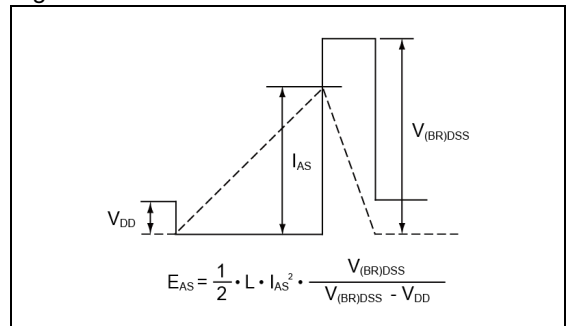 V(BR)DSS
IAS
VDD
EAS = 1/2 • L • IAS² • V(BR)DSS / V(BR)DSS - VDD